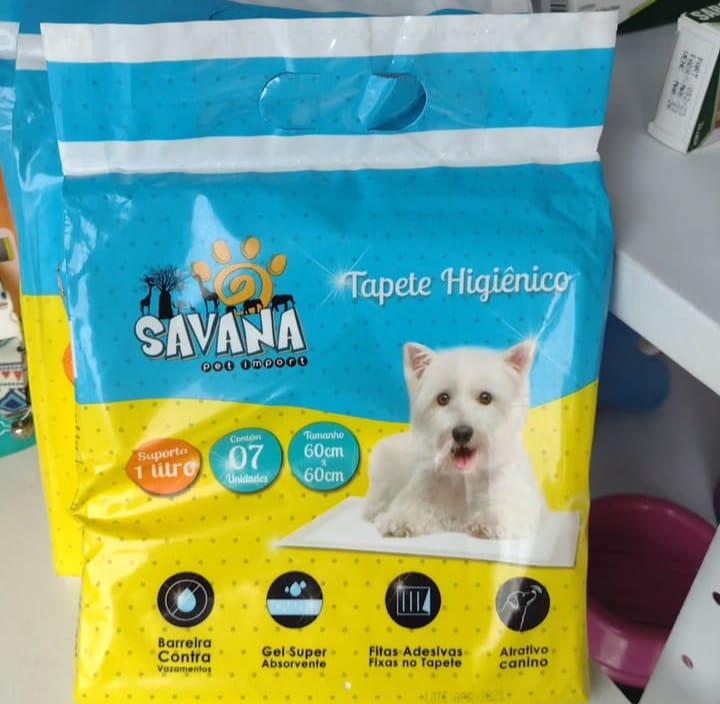 SAVANA
pet import
Tapete Higiênico
Suporta
1 litro
Contém
07
Unidades
Tamanho
60cm
x
60cm
Barreira
Contra
Vazamentos
Gel Super
Absorvente
Fitas Adesivas
Fixas no Tapete
Atrativo
canino